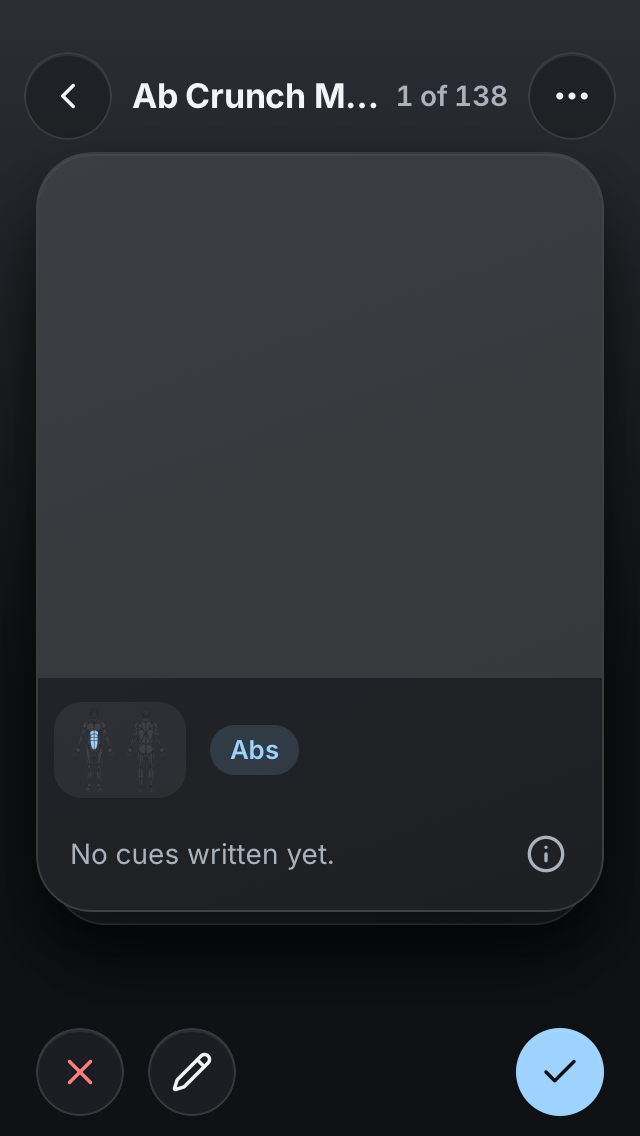 Ab Crunch M... 1 of 138
Abs
No cues written yet.